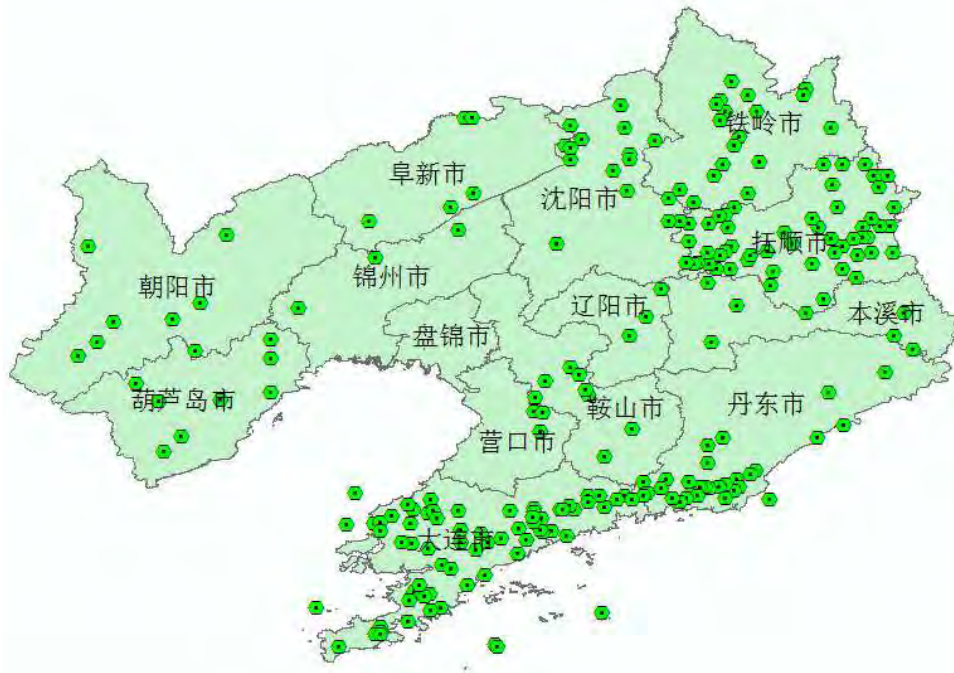 铁岭市
阜新市
沈阳市
抚顺市
朝阳市
锦州市
辽阳市
本溪市
盘锦市
葫芦岛市
鞍山市
丹东市
营口市
大连市